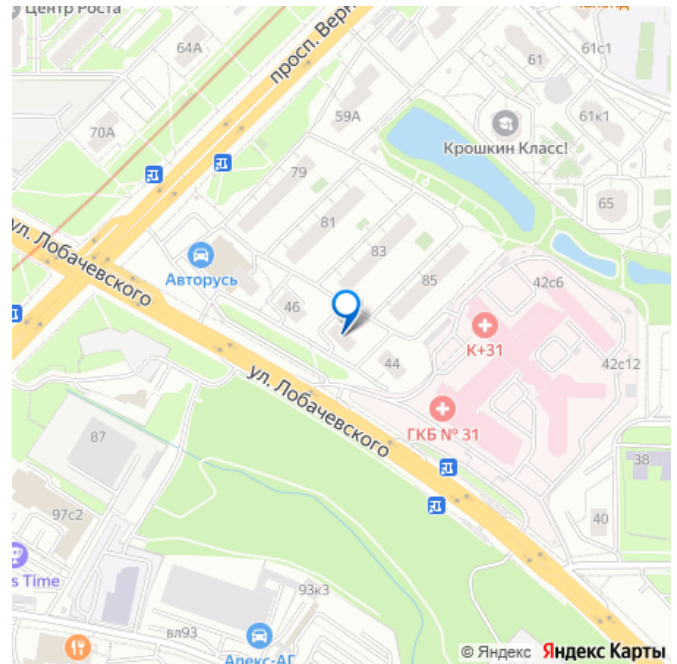 Центр Роста
64А
просп. Верн
61
61с1
59А
61к1
70А
Крошкин Класс!
79
65
81
83
ул. Лобачевского
Авторусь
85
42с6
46
К+31
44
42с12
ул. Лобачевского
ГКБ № 31
87
38
97с2
40
s Time
93к3
вл93
Апекс-АГ
© Яндекс Яндекс Карты